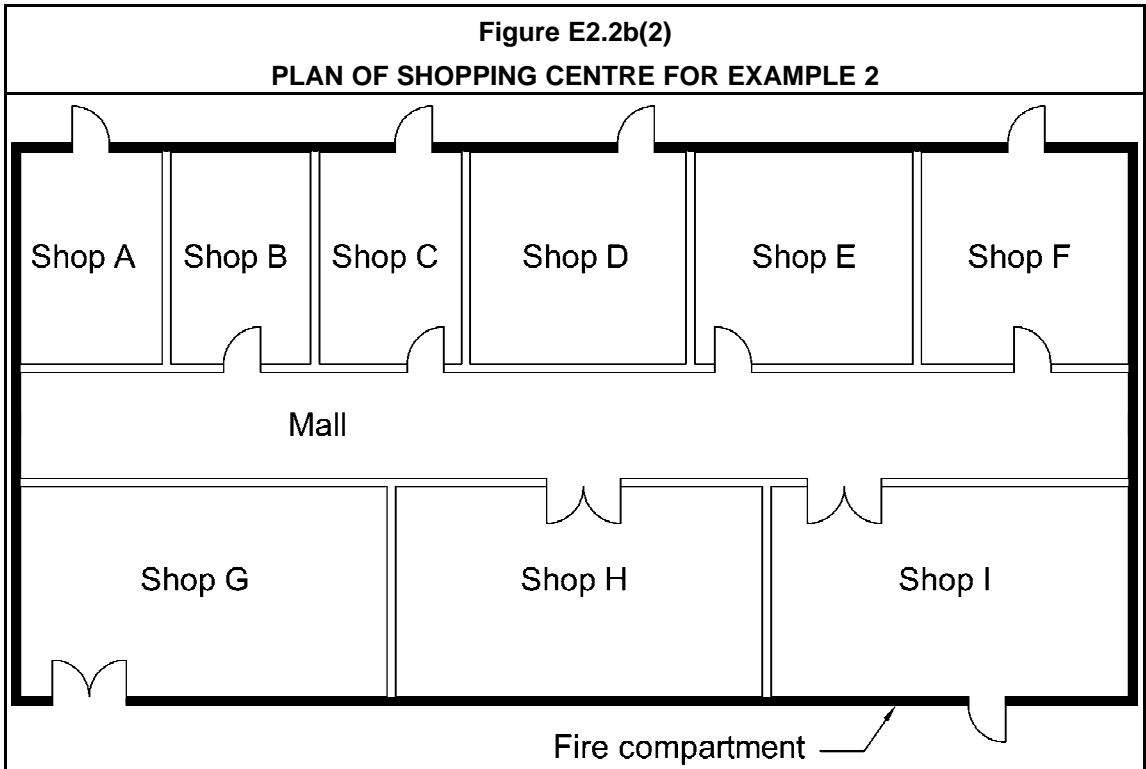 Figure E2.2b(2)
PLAN OF SHOPPING CENTRE FOR EXAMPLE 2
Shop A
Shop B
Shop C
Shop D
Shop E
Shop F
Mall
Shop G
Shop H
Shop I
Fire compartment